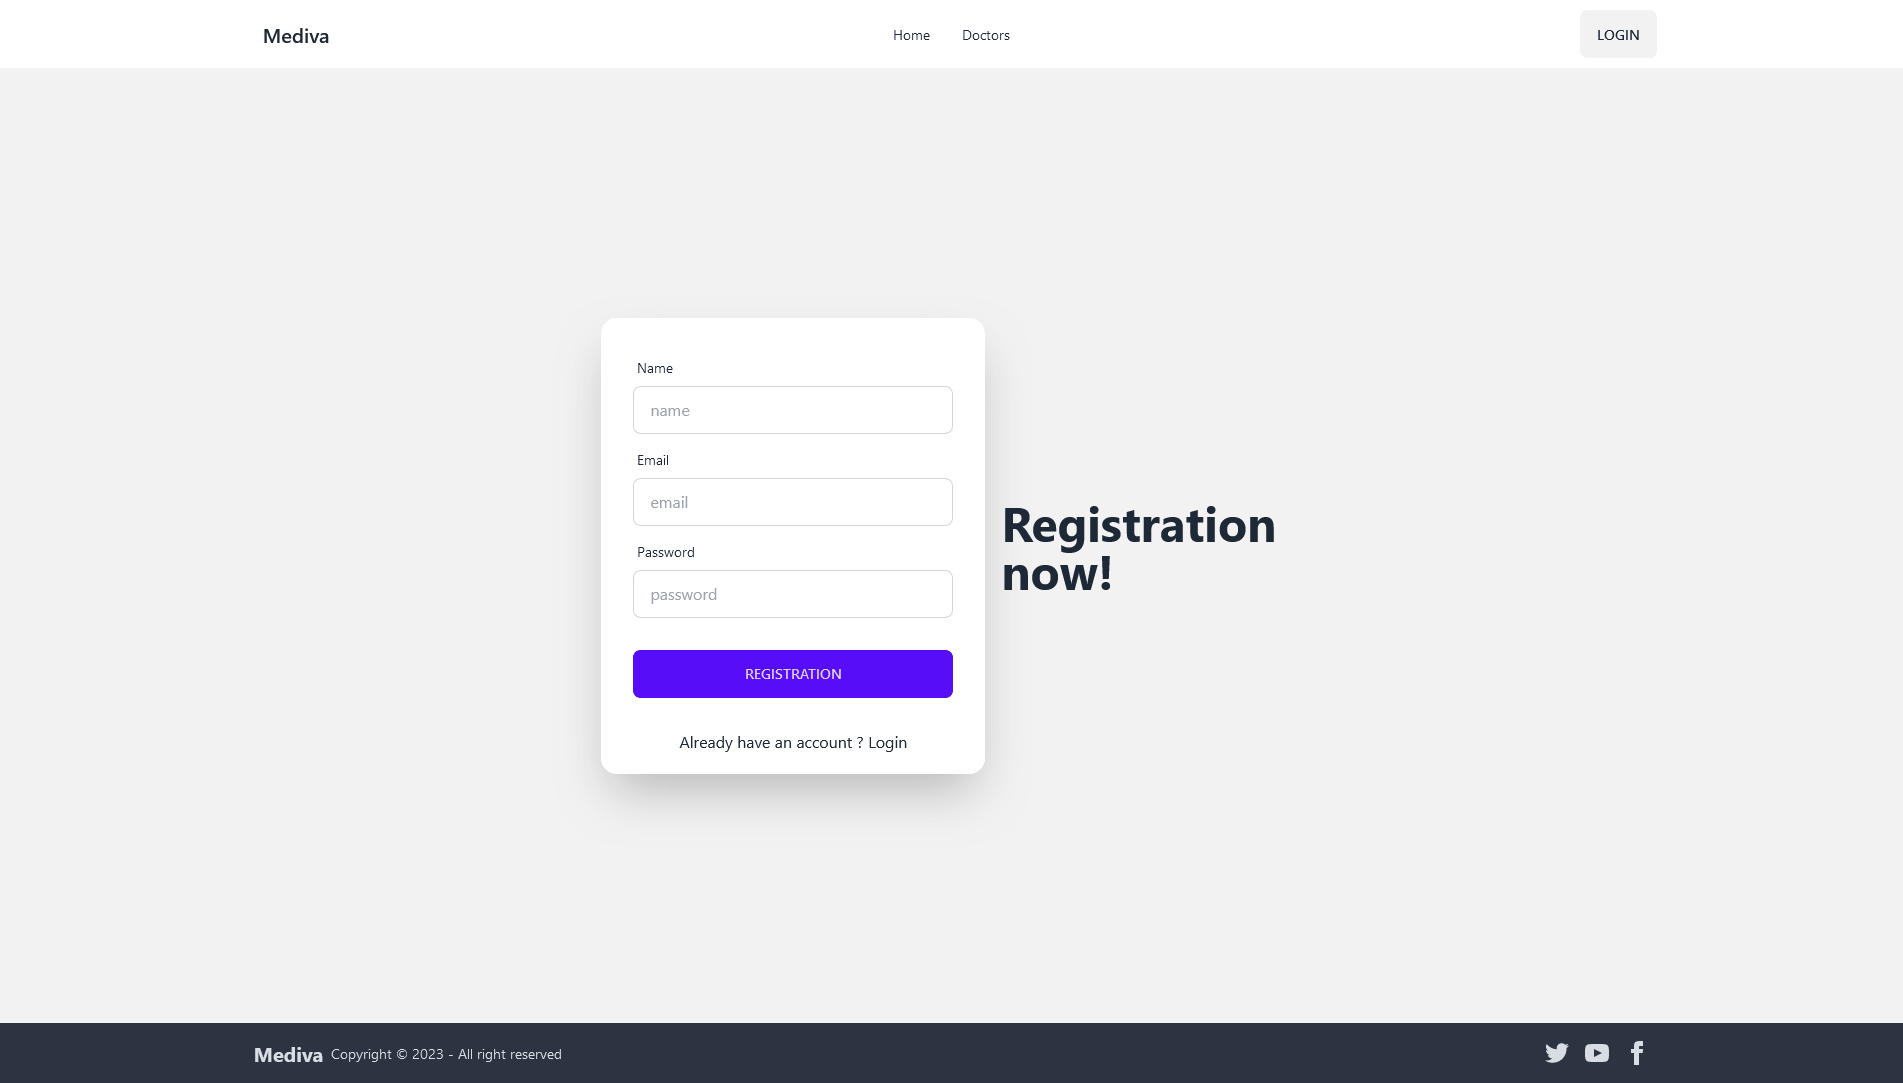 Mediva
Home
Doctors
LOGIN
Name
name
Email
email
Password
password
REGISTRATION
Already have an account ? Login
Registration
now!
Mediva Copyright © 2023 - All right reserved